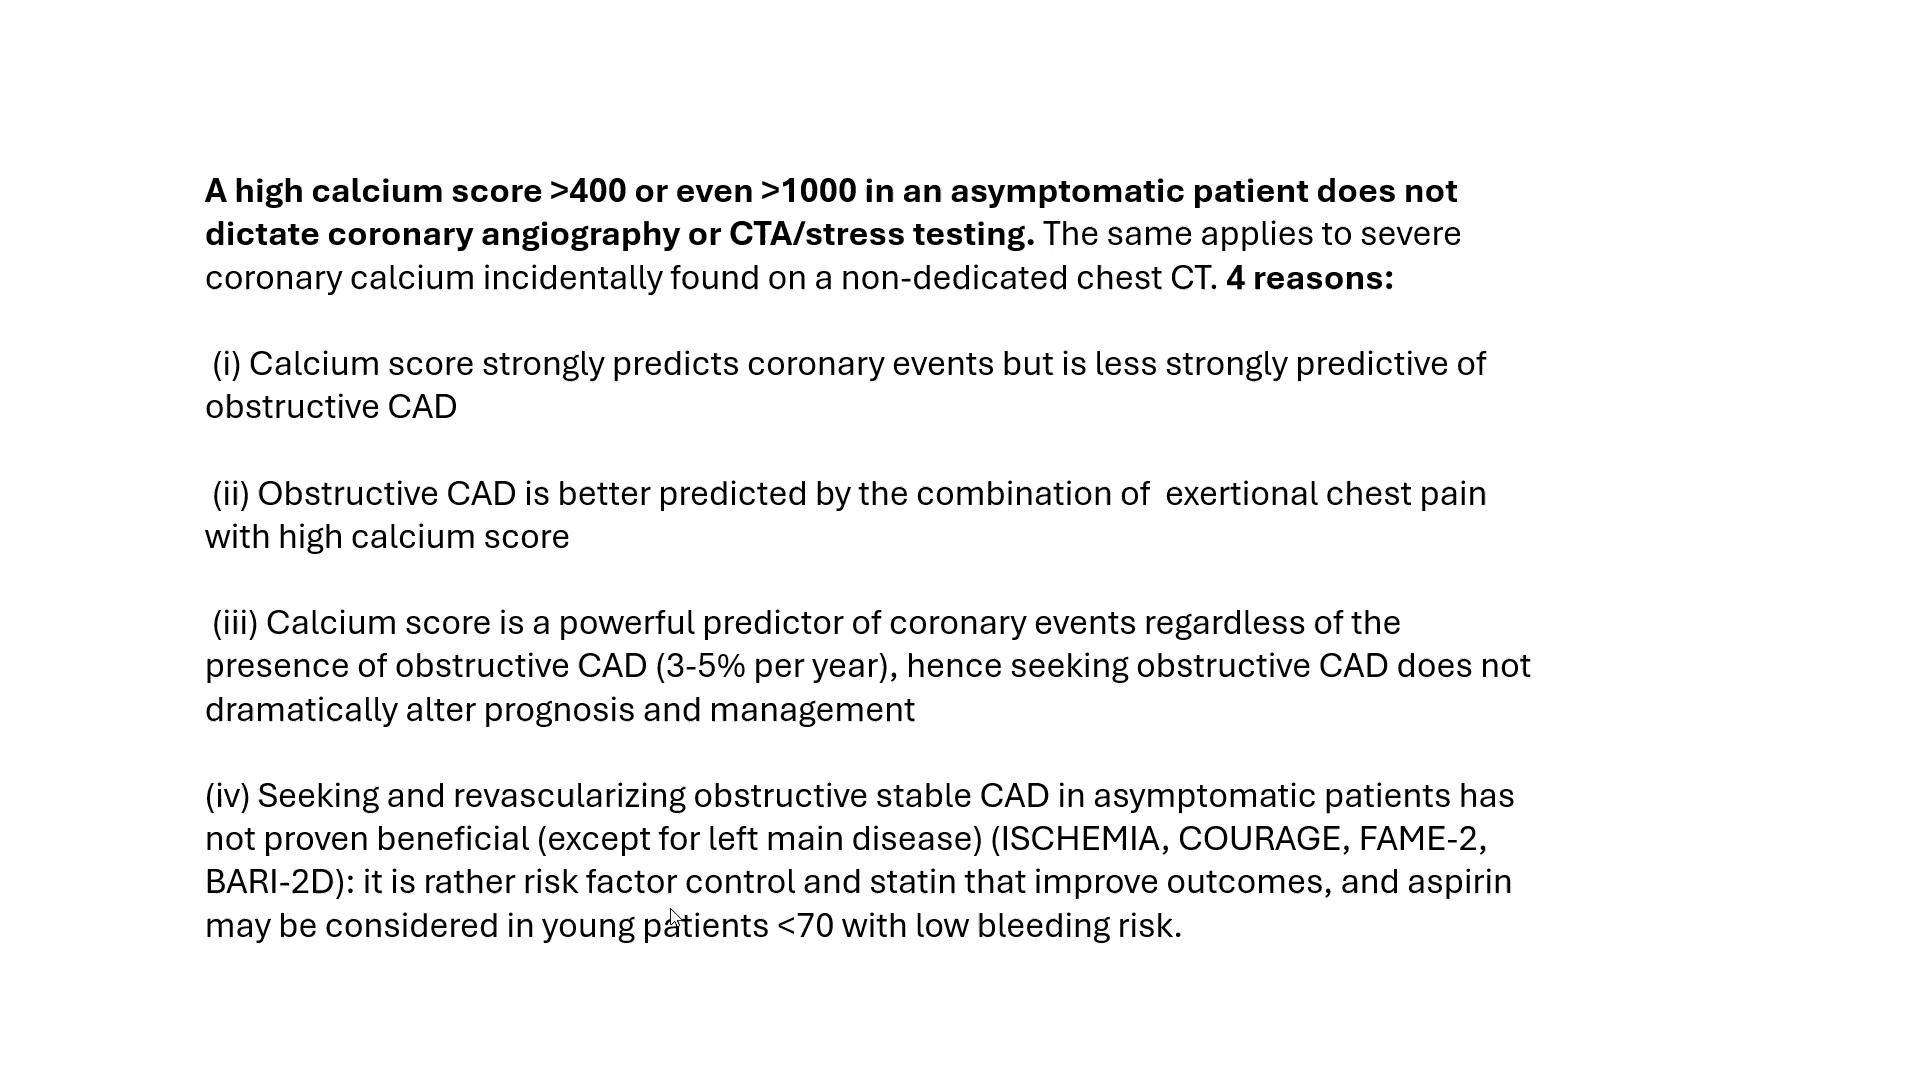 A high calcium score >400 or even >1000 in an asymptomatic patient does not
dictate coronary angiography or CTA/stress testing. The same applies to severe
coronary calcium incidentally found on a non-dedicated chest CT. 4 reasons:
(i) Calcium score strongly predicts coronary events but is less strongly predictive of
obstructive CAD
(ii) Obstructive CAD is better predicted by the combination of  exertional chest pain
with high calcium score
(iii) Calcium score is a powerful predictor of coronary events regardless of the
presence of obstructive CAD (3-5% per year), hence seeking obstructive CAD does not
dramatically alter prognosis and management
(iv) Seeking and revascularizing obstructive stable CAD in asymptomatic patients has
not proven beneficial (except for left main disease) (ISCHEMIA, COURAGE, FAME-2,
BARI-2D): it is rather risk factor control and statin that improve outcomes, and aspirin
may be considered in young patients <70 with low bleeding risk.